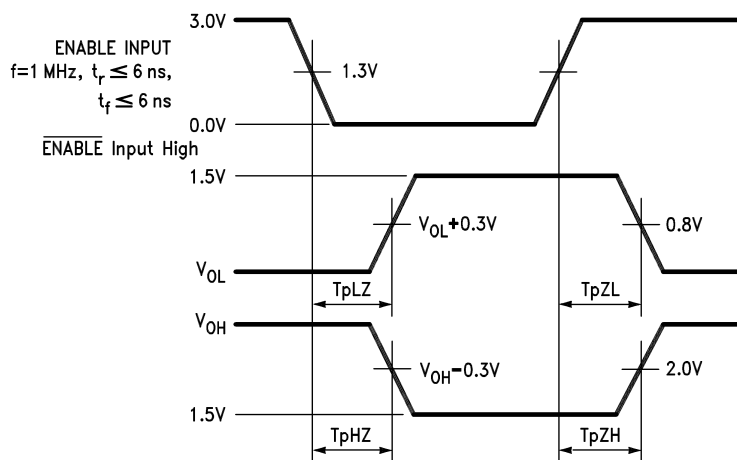 3.0V
ENABLE INPUT
f=1 MHz, tr ≤ 6 ns,
tf ≤ 6 ns
1.3V
0.0V
ENABLE Input High
1.5V
VOL+0.3V
0.8V
VOL
TpLZ
TpZL
VOH
VOH−0.3V
2.0V
1.5V
TpHZ
TpZH